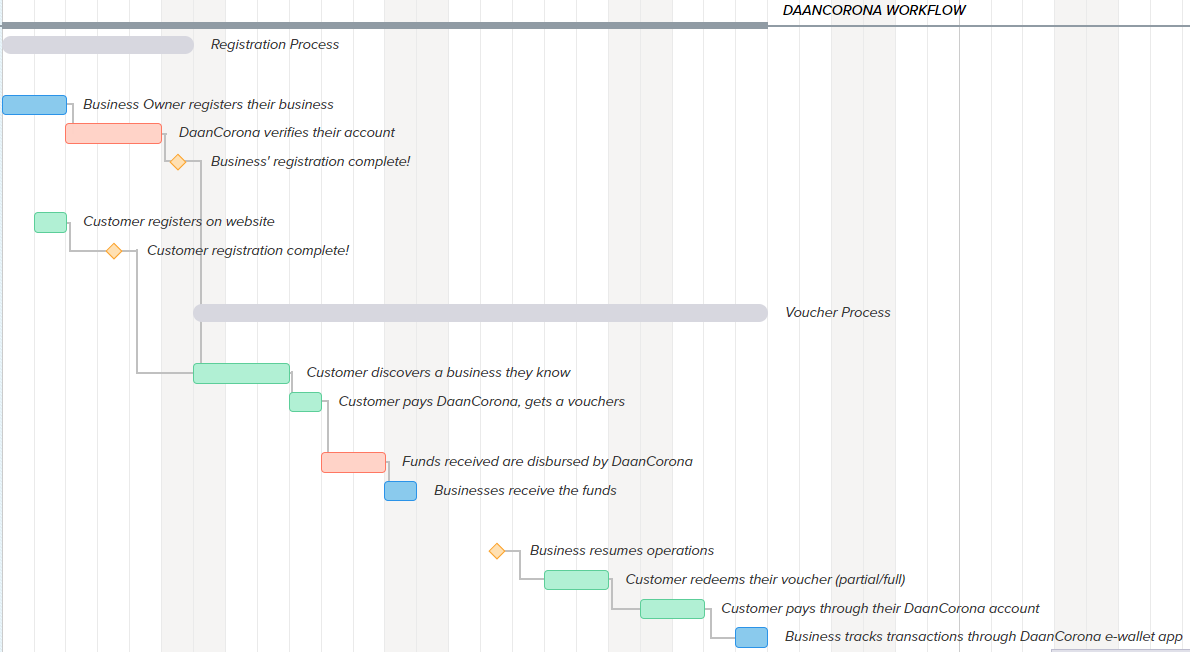 DAANCORONA WORKFLOW
Registration Process
Business Owner registers their business
DaanCorona verifies their account
Business' registration complete!
Customer registers on website
Customer registration complete!
Voucher Process
Customer discovers a business they know
Customer pays DaanCorona, gets a vouchers
Funds received are disbursed by DaanCorona
Businesses receive the funds
Business resumes operations
Customer redeems their voucher (partial/full)
Customer pays through their DaanCorona account
Business tracks transactions through DaanCorona e-wallet app